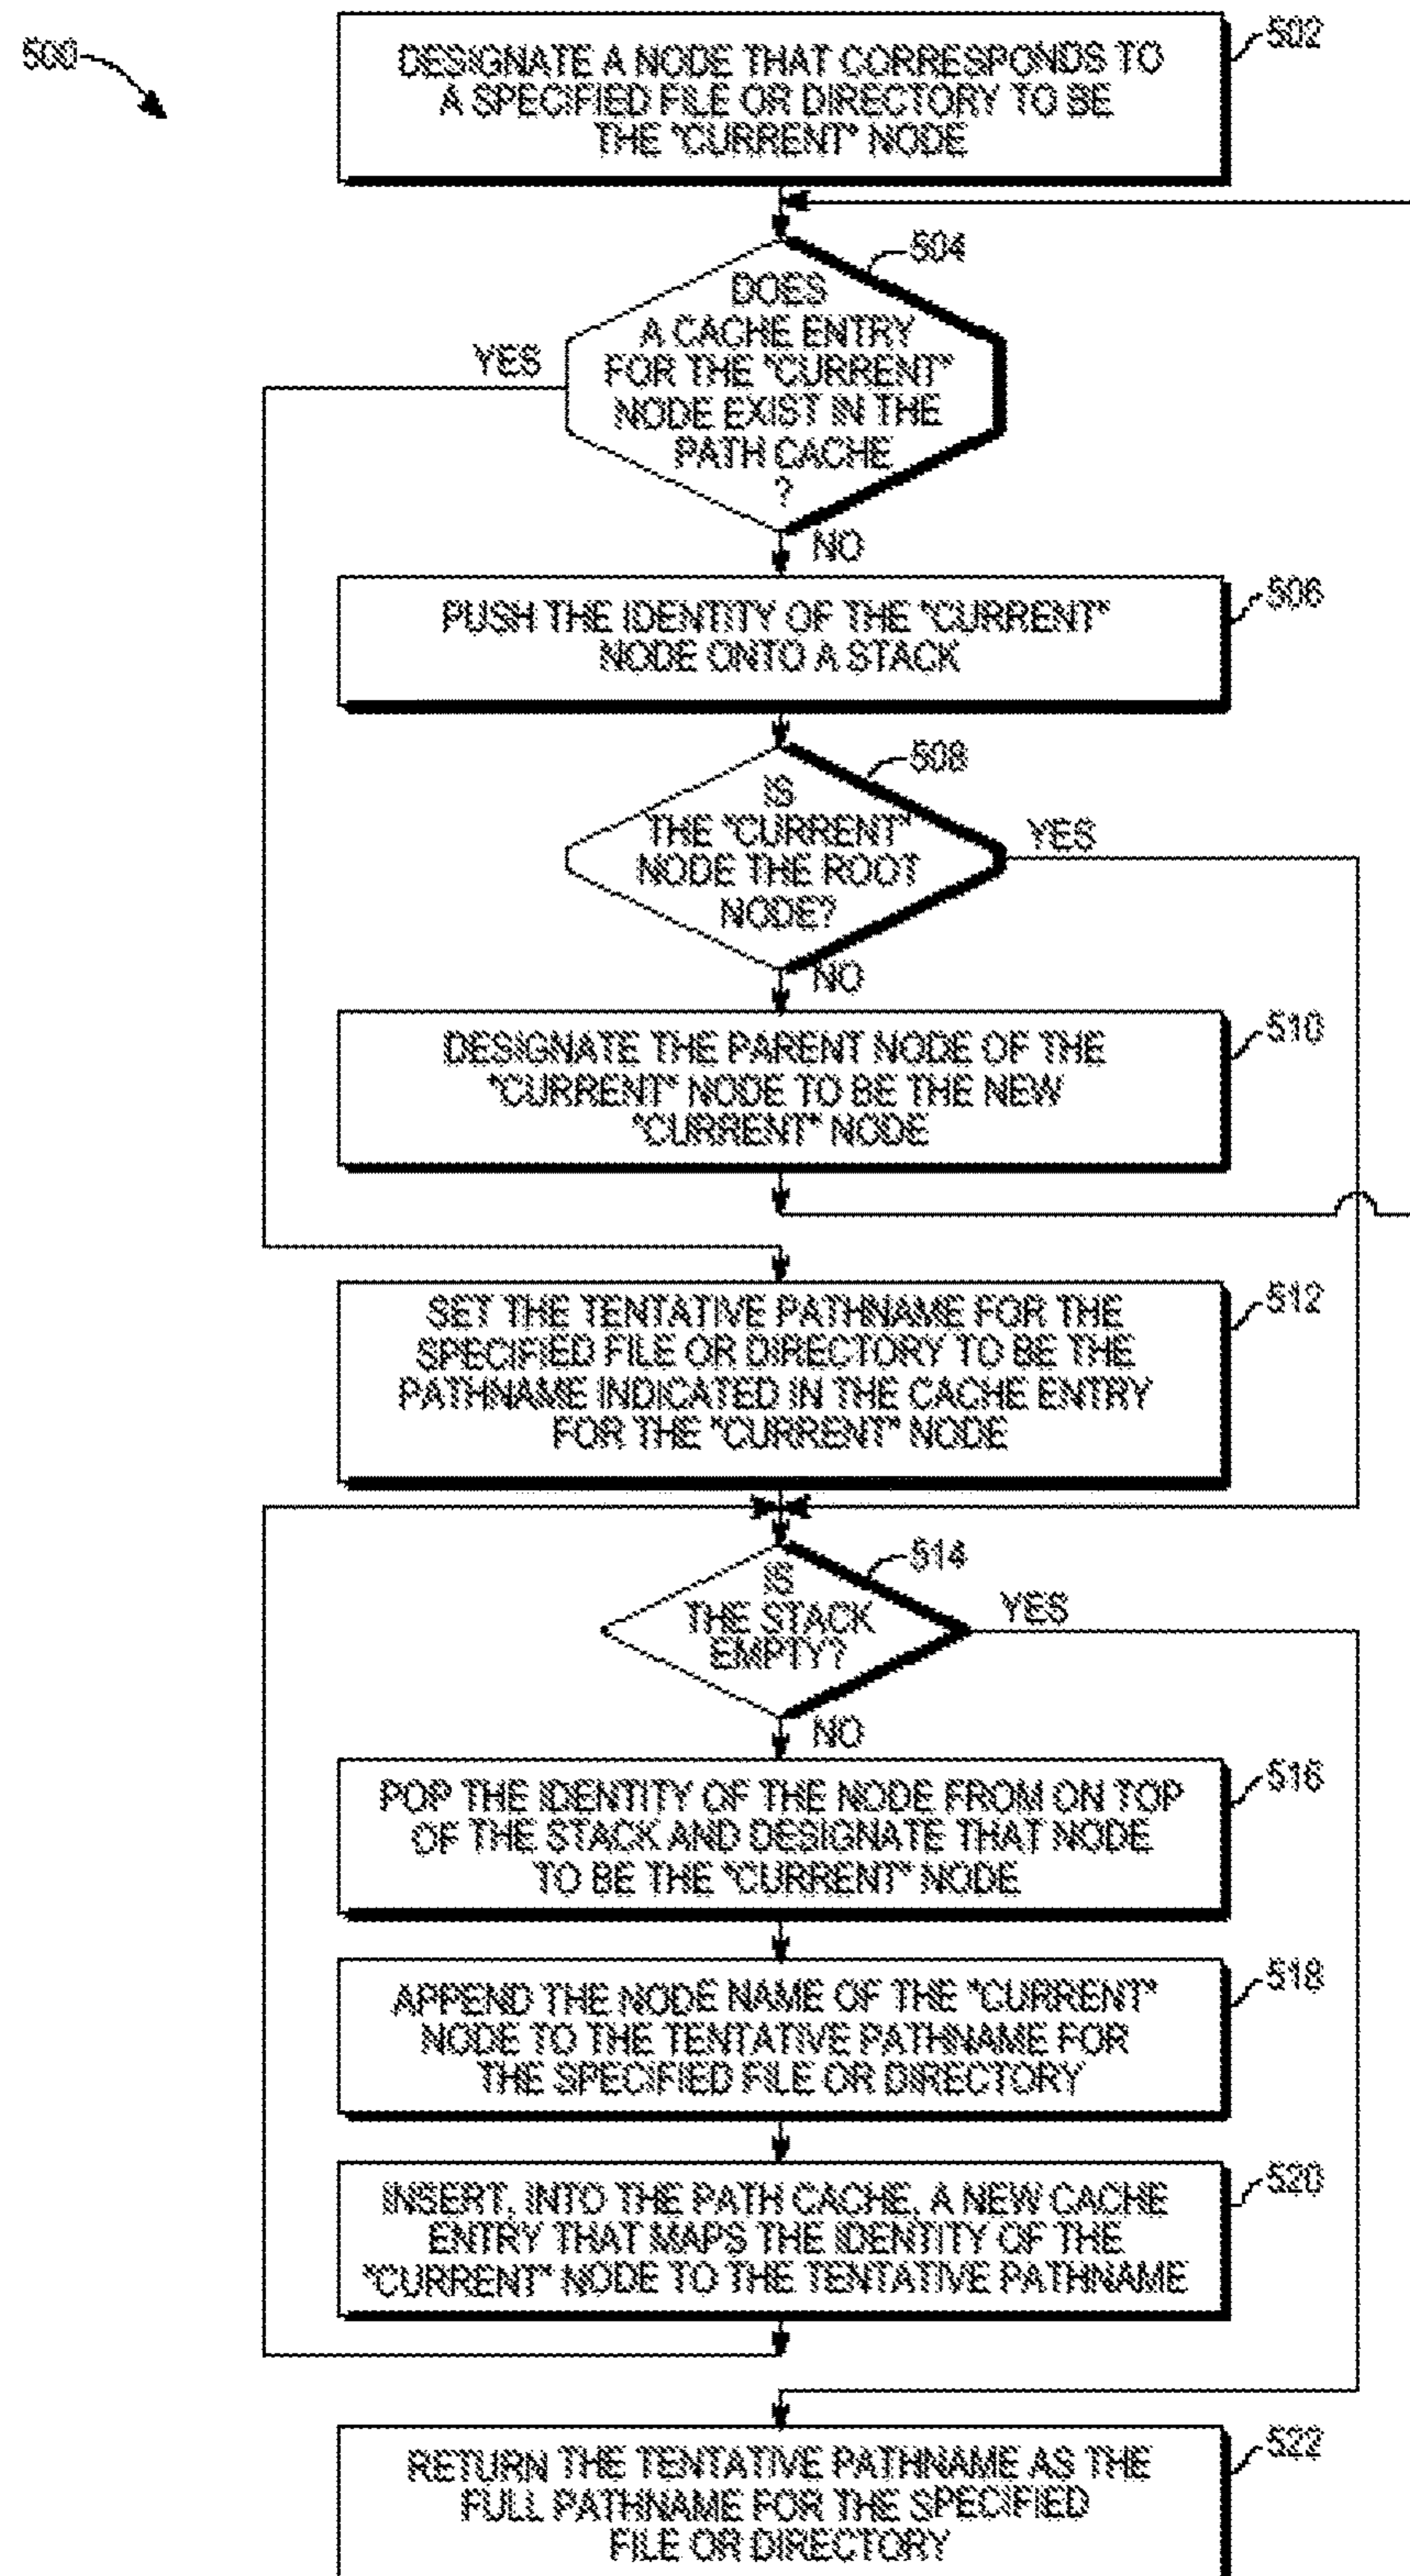 500
502
DESIGNATE A NODE THAT CORRESPONDS TO
A SPECIFIED FILE OR DIRECTORY TO BE
THE "CURRENT" NODE
504
DOES
A CACHE ENTRY
FOR THE "CURRENT"
NODE EXIST IN THE
PATH CACHE
?
YES
NO
506
PUSH THE IDENTITY OF THE "CURRENT"
NODE ONTO A STACK
508
IS
THE "CURRENT"
NODE THE ROOT
NODE?
YES
NO
510
DESIGNATE THE PARENT NODE OF THE
"CURRENT" NODE TO BE THE NEW
"CURRENT" NODE
512
SET THE TENTATIVE PATHNAME FOR THE
SPECIFIED FILE OR DIRECTORY TO BE THE
PATHNAME INDICATED IN THE CACHE ENTRY
FOR THE "CURRENT" NODE
514
IS
THE STACK
EMPTY?
YES
NO
516
POP THE IDENTITY OF THE NODE FROM ON TOP
OF THE STACK AND DESIGNATE THAT NODE
TO BE THE "CURRENT" NODE
518
APPEND THE NODE NAME OF THE "CURRENT"
NODE TO THE TENTATIVE PATHNAME FOR
THE SPECIFIED FILE OR DIRECTORY
520
INSERT, INTO THE PATH CACHE, A NEW CACHE
ENTRY THAT MAPS THE IDENTITY OF THE
"CURRENT" NODE TO THE TENTATIVE PATHNAME
522
RETURN THE TENTATIVE PATHNAME AS THE
FULL PATHNAME FOR THE SPECIFIED
FILE OR DIRECTORY